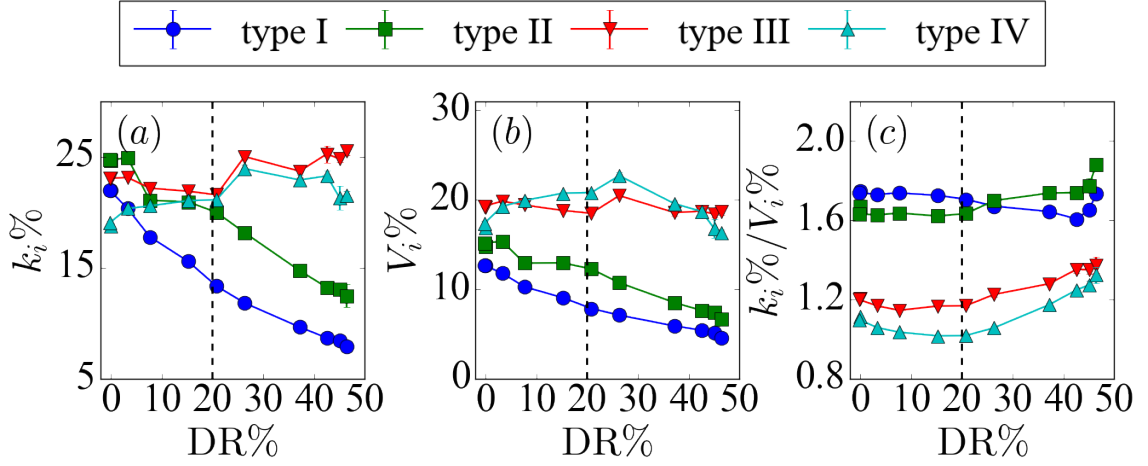 type I type II type III type IV
(a) (b) (c)
k_i% V_i% k_i%/V_i%
25 15 5
30 20 10 0
2.0 1.6 1.2 0.8
0 10 20 30 40 50 0 10 20 30 40 50 0 10 20 30 40 50
DR% DR% DR%